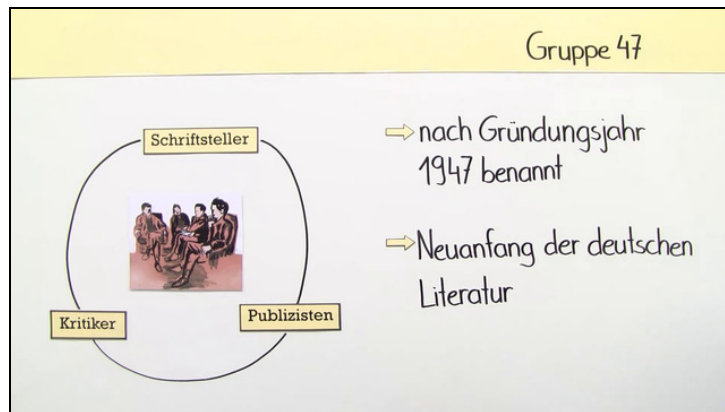 Gruppe 47
Schriftsteller
Kritiker
Publizisten
nach Gründungsjahr
1947 benannt
Neuanfang der deutschen
Literatur